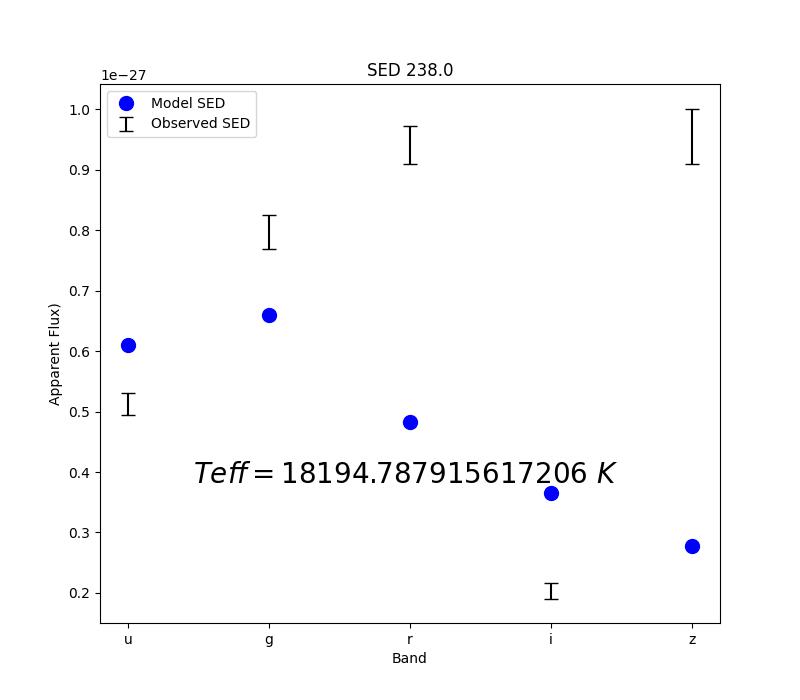 SED 238.0
1e−27
Model SED
Observed SED
1.0
0.9
0.8
0.7
0.6
0.5
0.4
0.3
0.2
Apparent Flux)
Teff = 18194.787915617206 K
u g r i z
Band